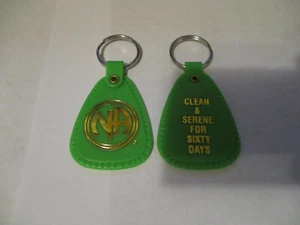 NA
CLEAN
&
SERENE
FOR
SIXTY
DAYS